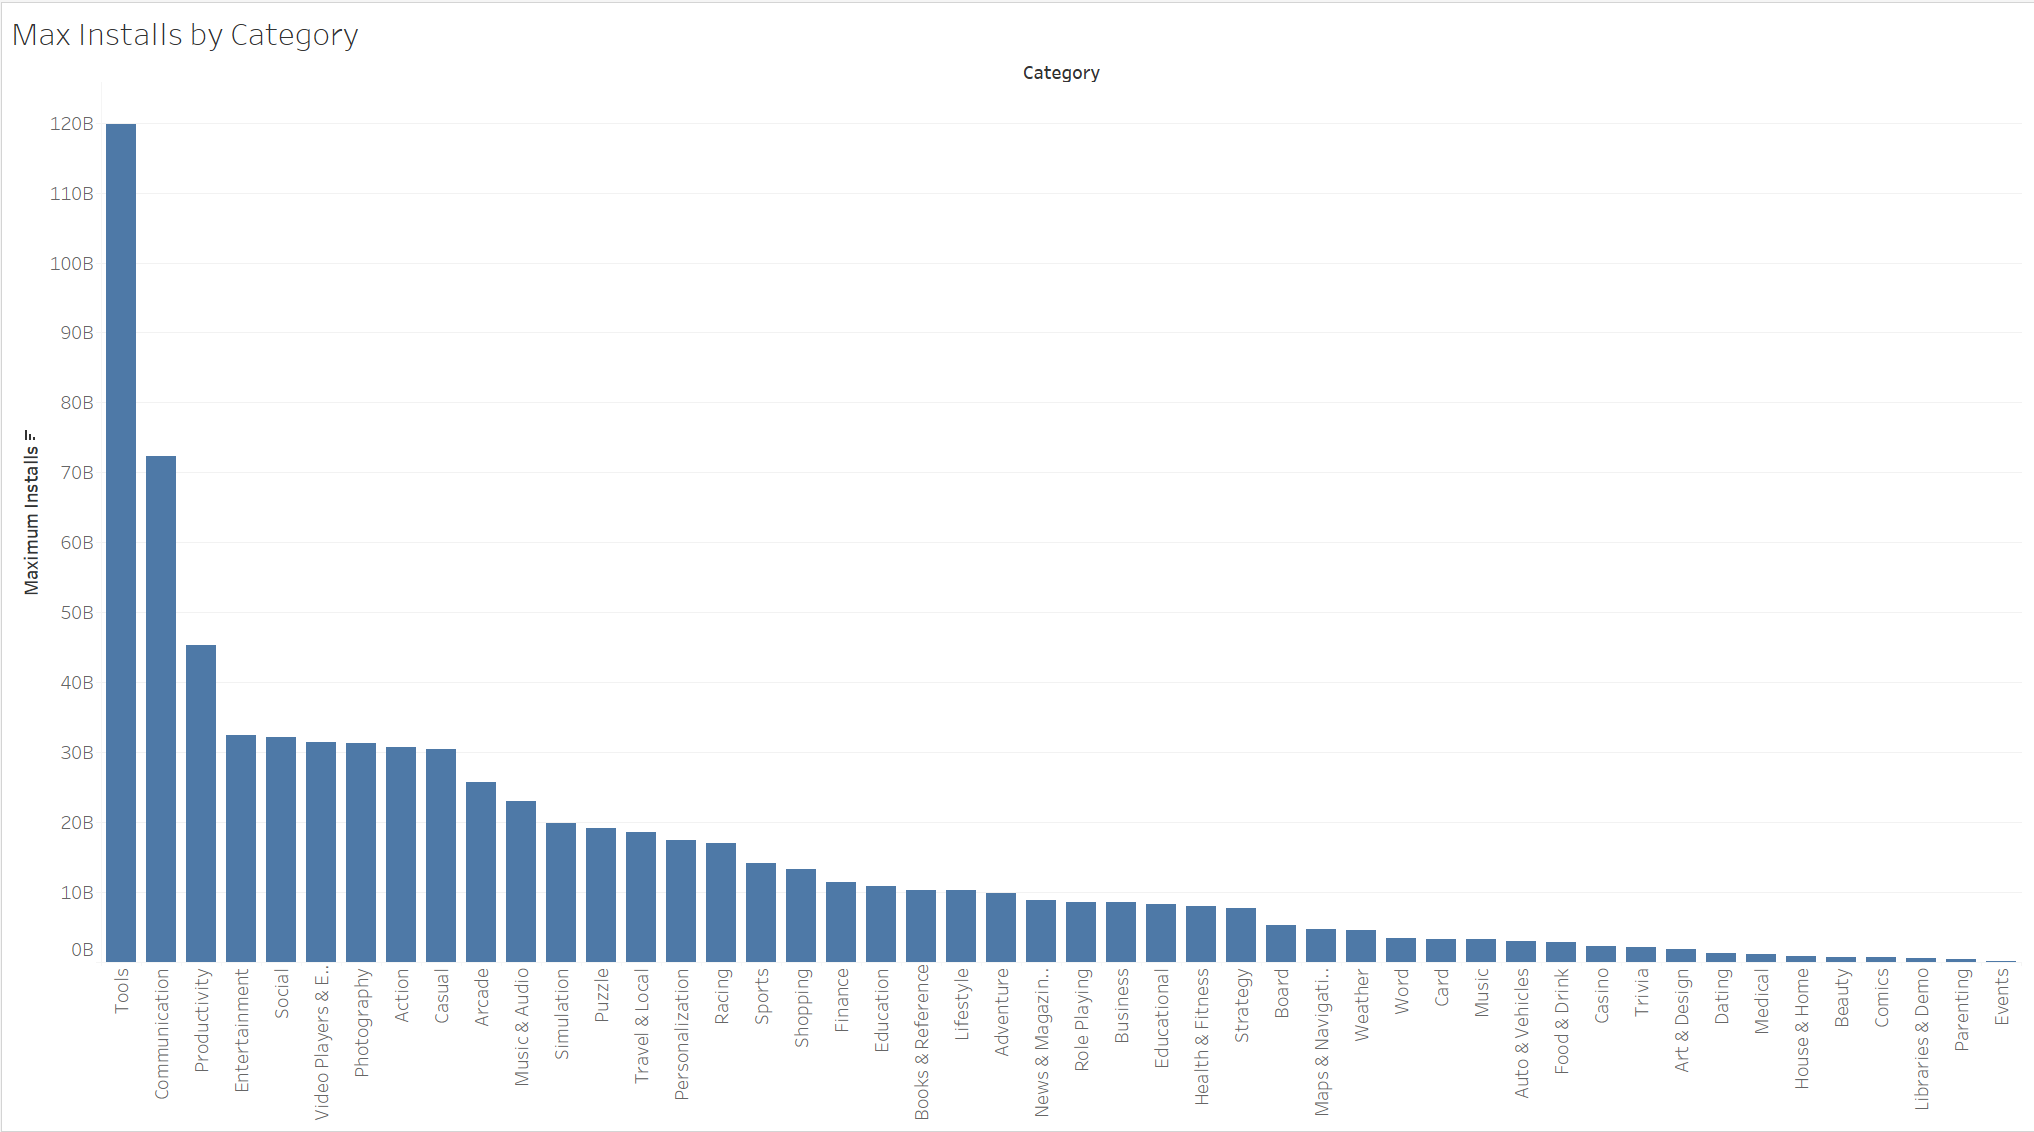 Max Installs by Category
Category
Maximum Installs
120B
110B
100B
90B
80B
70B
60B
50B
40B
30B
20B
10B
0B
Tools
Communication
Productivity
Entertainment
Social
Video Players & E..
Photography
Action
Casual
Arcade
Music & Audio
Simulation
Puzzle
Travel & Local
Personalization
Racing
Sports
Shopping
Finance
Education
Books & Reference
Lifestyle
Adventure
News & Magazin..
Role Playing
Business
Educational
Health & Fitness
Strategy
Board
Maps & Navigati..
Weather
Word
Card
Music
Auto & Vehicles
Food & Drink
Casino
Trivia
Art & Design
Dating
Medical
House & Home
Beauty
Comics
Libraries & Demo
Parenting
Events